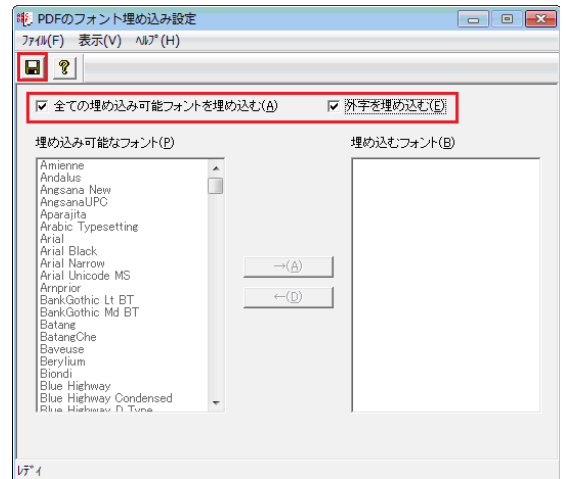 PDFのフォント埋め込み設定
ﾌｧｲﾙ(F) 表示(V) ﾍﾙﾌﾟ(H)
全ての埋め込み可能フォントを埋め込む(A) 外字を埋め込む(E)
埋め込み可能なフォント(P) 埋め込むフォント(B)
Amienne
Andalus
Angsana New
AngsanaUPC
Aparajita
Arabic Typesetting
Arial
Arial Black
Arial Narrow
Arial Unicode MS
Arnprior
BankGothic Lt BT
BankGothic Md BT
Batang
BatangChe
Baveuse
Berylium
Biondi
Blue Highway
Blue Highway Condensed
Blue Highway D Type
→(A)
←(D)
ﾚﾃﾞｨ